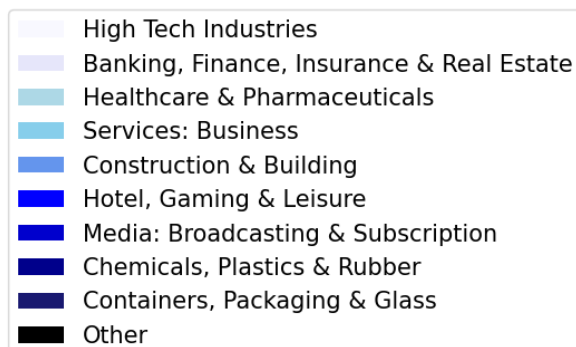 High Tech Industries
Banking, Finance, Insurance & Real Estate
Healthcare & Pharmaceuticals
Services: Business
Construction & Building
Hotel, Gaming & Leisure
Media: Broadcasting & Subscription
Chemicals, Plastics & Rubber
Containers, Packaging & Glass
Other